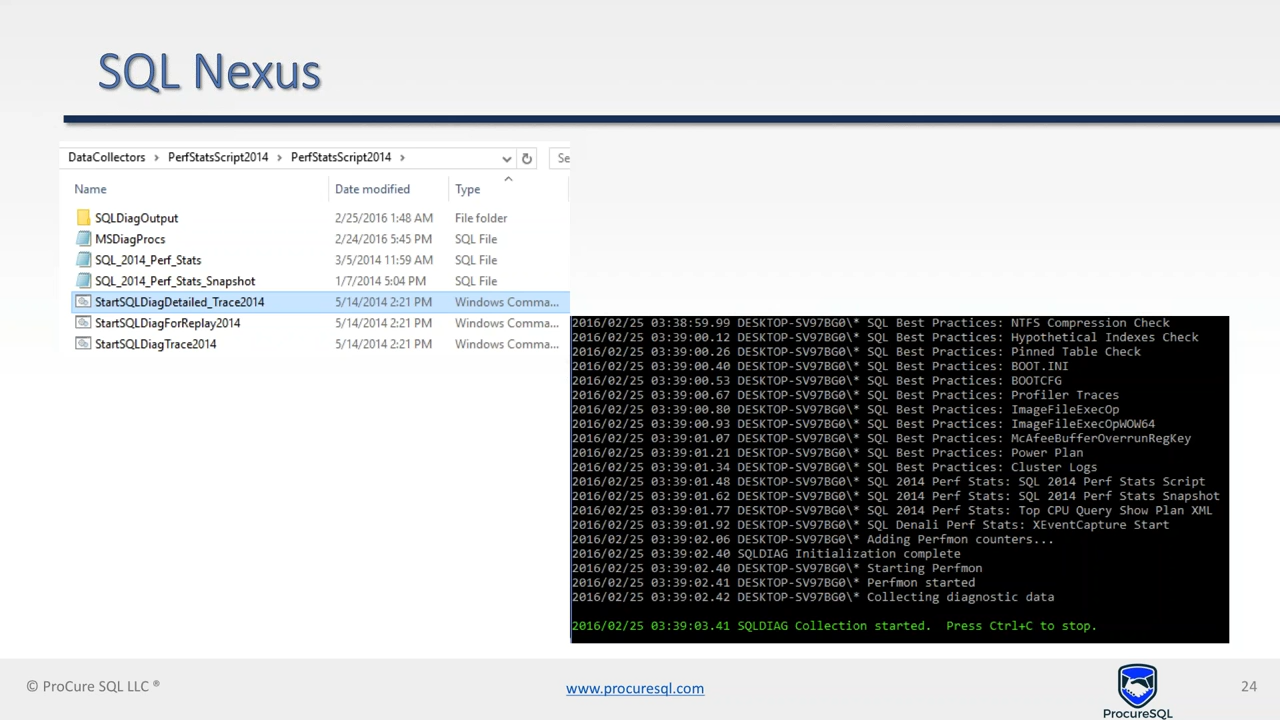 SQL Nexus
DataCollectors > PerfStatsScript2014 > PerfStatsScript2014 >
Se
Name Date modified Type
SQLDiagOutput 2/25/2016 1:48 AM File folder
MSDiagProcs 2/24/2016 5:45 PM SQL File
SQL_2014_Perf_Stats 3/5/2014 11:59 AM SQL File
SQL_2014_Perf_Stats_Snapshot 1/7/2014 5:04 PM SQL File
StartSQLDiagDetailed_Trace2014 5/14/2014 2:21 PM Windows Comma...
StartSQLDiagForReplay2014 5/14/2014 2:21 PM Windows Comma...
StartSQLDiagTrace2014 5/14/2014 2:21 PM Windows Comma...
2016/02/25 03:38:59.99 DESKTOP-SV97BG0\* SQL Best Practices: NTFS Compression Check
2016/02/25 03:39:00.12 DESKTOP-SV97BG0\* SQL Best Practices: Hypothetical Indexes Check
2016/02/25 03:39:00.26 DESKTOP-SV97BG0\* SQL Best Practices: Pinned Table Check
2016/02/25 03:39:00.40 DESKTOP-SV97BG0\* SQL Best Practices: BOOT.INI
2016/02/25 03:39:00.53 DESKTOP-SV97BG0\* SQL Best Practices: BOOTCFG
2016/02/25 03:39:00.67 DESKTOP-SV97BG0\* SQL Best Practices: Profiler Traces
2016/02/25 03:39:00.80 DESKTOP-SV97BG0\* SQL Best Practices: ImageFileExecOp
2016/02/25 03:39:00.93 DESKTOP-SV97BG0\* SQL Best Practices: ImageFileExecOpWOW64
2016/02/25 03:39:01.07 DESKTOP-SV97BG0\* SQL Best Practices: McAfeeBufferOverrunRegKey
2016/02/25 03:39:01.21 DESKTOP-SV97BG0\* SQL Best Practices: Power Plan
2016/02/25 03:39:01.34 DESKTOP-SV97BG0\* SQL Best Practices: Cluster Logs
2016/02/25 03:39:01.48 DESKTOP-SV97BG0\* SQL 2014 Perf Stats: SQL 2014 Perf Stats Script
2016/02/25 03:39:01.62 DESKTOP-SV97BG0\* SQL 2014 Perf Stats: SQL 2014 Perf Stats Snapshot
2016/02/25 03:39:01.77 DESKTOP-SV97BG0\* SQL 2014 Perf Stats: Top CPU Query Show Plan XML
2016/02/25 03:39:01.92 DESKTOP-SV97BG0\* SQL Denali Perf Stats: XEventCapture Start
2016/02/25 03:39:02.06 DESKTOP-SV97BG0\* Adding Perfmon counters...
2016/02/25 03:39:02.40 SQLDIAG Initialization complete
2016/02/25 03:39:02.40 DESKTOP-SV97BG0\* Starting Perfmon
2016/02/25 03:39:02.41 DESKTOP-SV97BG0\* Perfmon started
2016/02/25 03:39:02.42 DESKTOP-SV97BG0\* Collecting diagnostic data
2016/02/25 03:39:03.41 SQLDIAG Collection started. Press Ctrl+C to stop.
© ProCure SQL LLC ®
www.procuresql.com
ProcureSQL
24